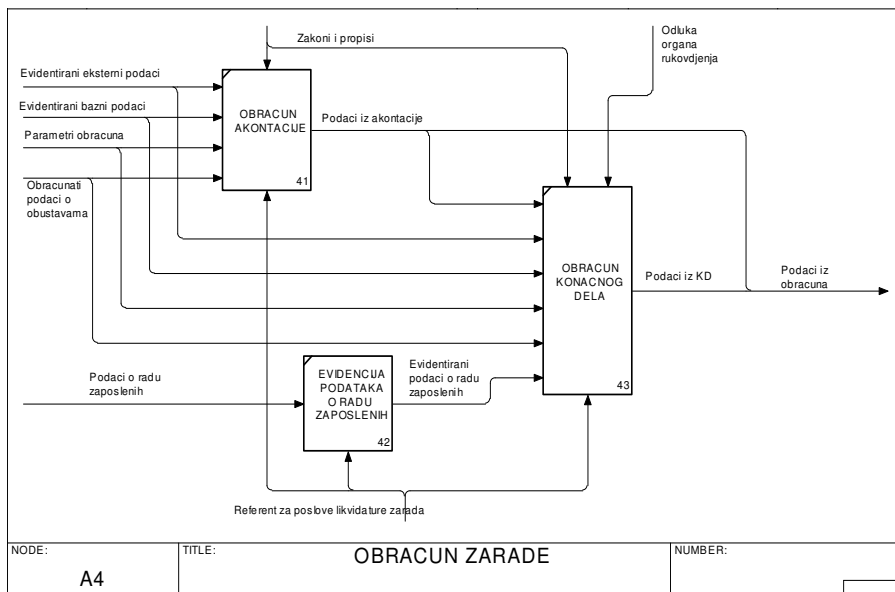 Zakoni i propisi
Odluka
organa
rukovdjenja
Evidentirani eksterni podaci
Evidentirani bazni podaci
Parametri obracuna
Obracunati
podaci o
obustavama
OBRACUN
AKONTACIJE
41
Podaci iz akontacije
OBRACUN
KONACNOG
DELA
43
Podaci iz KD
Podaci iz
obracuna
Podaci o radu
zaposlenih
EVIDENCIJA
PODATAKA
O RADU
ZAPOSLENIH
42
Evidentirani
podaci o radu
zaposlenih
Referent za poslove likvidature zarada
NODE:
A4
TITLE:
OBRACUN ZARADE
NUMBER: